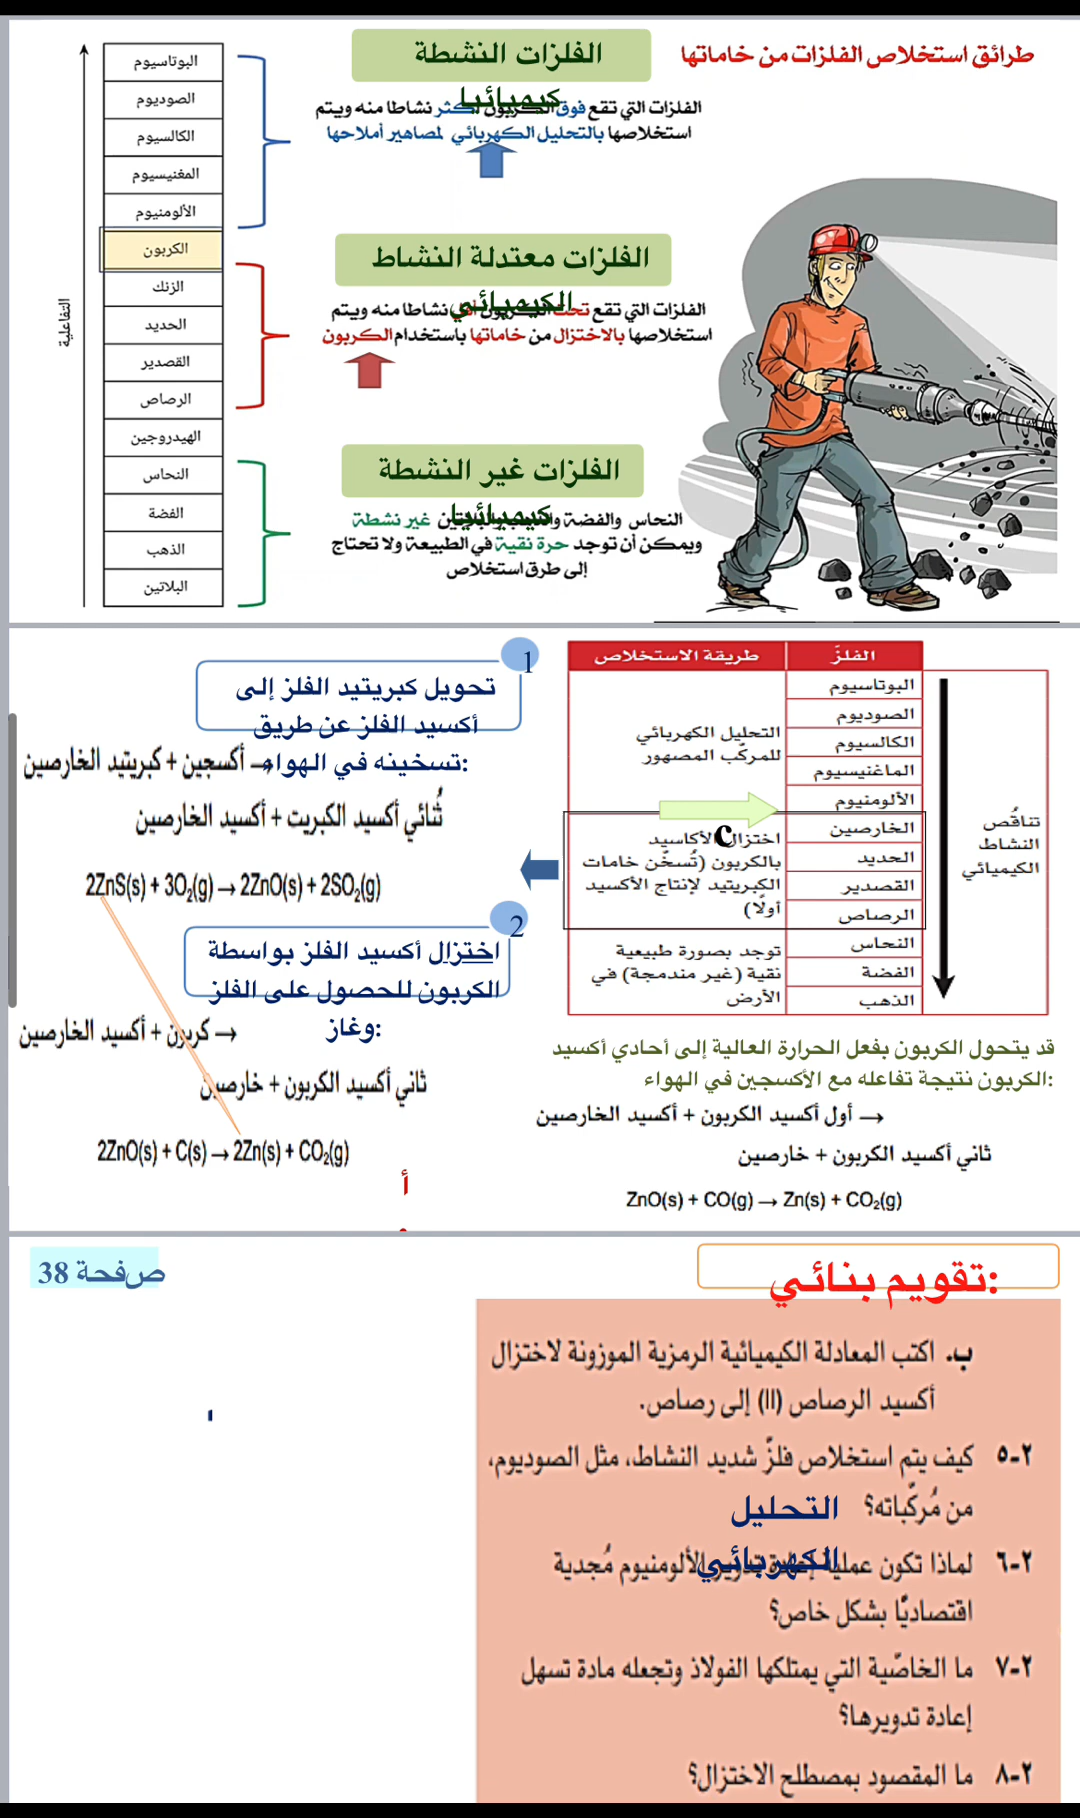 طرائق استخلاص الفلزات من خاماتها
الفلزات النشطة
كيميائيا
الفلزات التي تقع فوق الكربون أكثر نشاطا منه ويتم
استخلاصها بالتحليل الكهربائي لمصاهير أملاحها
الفلزات معتدلة النشاط
الكيميائي
الفلزات التي تقع تحت الكربون أقل نشاطا منه ويتم
استخلاصها بالاختزال من خاماتها باستخدام الكربون
الفلزات غير النشطة
كيميائيا
النحاس والفضة والذهب والبلاتين غير نشطة
ويمكن أن توجد حرة نقية في الطبيعة ولا تحتاج
إلى طرق استخلاص
التفاعلية
البوتاسيوم
الصوديوم
الكالسيوم
المغنيسيوم
الألومنيوم
الكربون
الزنك
الحديد
القصدير
الرصاص
الهيدروجين
النحاس
الفضة
الذهب
البلاتين
الفلزّ
طريقة الاستخلاص
البوتاسيوم
الصوديوم
الكالسيوم
الماغنيسيوم
الألومنيوم
الخارصين
الحديد
القصدير
الرصاص
النحاس
الفضة
الذهب
التحليل الكهربائي
للمركّب المصهور
c
اختزال الأكاسيد
بالكربون (تُسخّن خامات
الكبريتيد لإنتاج الأكسيد
أولًا)
توجد بصورة طبيعية
نقية (غير مندمجة) في
الأرض
تناقُص
النشاط
الكيميائي
قد يتحول الكربون بفعل الحرارة العالية إلى أحادي أكسيد
الكربون نتيجة تفاعله مع الأكسجين في الهواء:
أول أكسيد الكربون + أكسيد الخارصين →
ثاني أكسيد الكربون + خارصين
ZnO(s) + CO(g) → Zn(s) + CO₂(g)
1
تحويل كبريتيد الفلز إلى
أكسيد الفلز عن طريق
تسخينه في الهواء:
أكسجين + كبريتيد الخارصين →
ثُنائي أكسيد الكبريت + أكسيد الخارصين
2ZnS(s) + 3O₂(g) → 2ZnO(s) + 2SO₂(g)
2
اختزال أكسيد الفلز بواسطة
الكربون للحصول على الفلز
وغاز:
كربون + أكسيد الخارصين →
ثاني أكسيد الكربون + خارصين
2ZnO(s) + C(s) → 2Zn(s) + CO₂(g)
أ
تقويم بنائي:
صفحة 38
ب. اكتب المعادلة الكيميائية الرمزية الموزونة لاختزال
أكسيد الرصاص (II) إلى رصاص.
٢-٥ كيف يتم استخلاص فلزّ شديد النشاط، مثل الصوديوم،
من مُركّباته؟
التحليل
الكهربائي
٢-٦ لماذا تكون عملية إعادة تدوير الألومنيوم مُجدية
اقتصاديًا بشكل خاص؟
٢-٧ ما الخاصّية التي يمتلكها الفولاذ وتجعله مادة تسهل
إعادة تدويرها؟
٢-٨ ما المقصود بمصطلح الاختزال؟